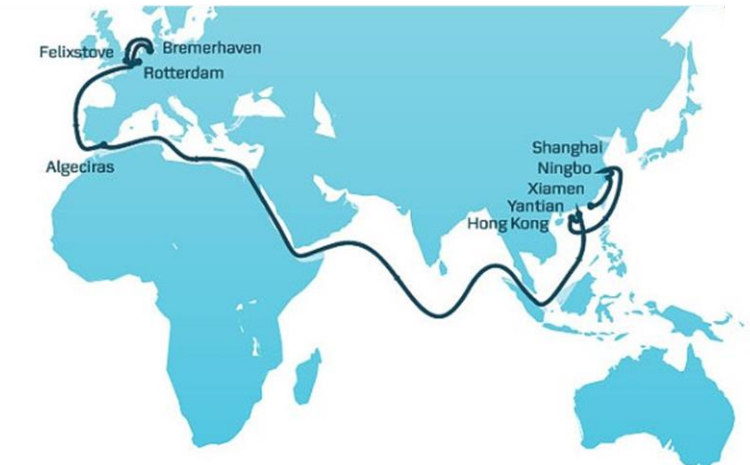 Felixstove
Bremerhaven
Rotterdam
Algeciras
Shanghai
Ningbo
Xiamen
Yantian
Hong Kong